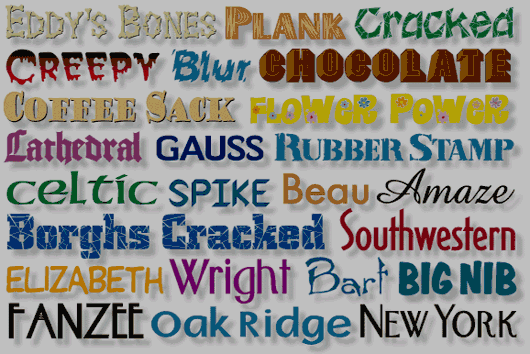 Eddy's Bones Plank Cracked
Creepy Blur Chocolate
Coffee Sack Flower Power
Cathedral GAUSS Rubber Stamp
celtic SPIKE Beau Amaze
Borghs Cracked Southwestern
ELIZABETH Wright Bart BIG NIB
FANZEE Oak Ridge New York